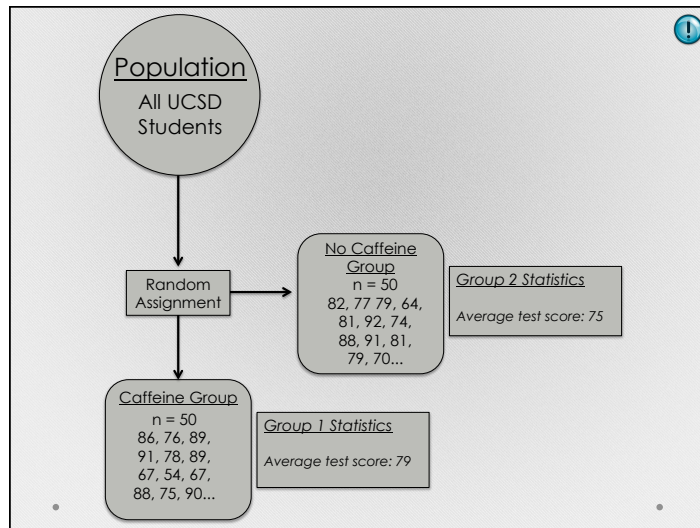 Population
All UCSD
Students
Random
Assignment
No Caffeine
Group
n = 50
82, 77 79, 64,
81, 92, 74,
88, 91, 81,
79, 70...
Group 2 Statistics
Average test score: 75
Caffeine Group
n = 50
86, 76, 89,
91, 78, 89,
67, 54, 67,
88, 75, 90...
Group 1 Statistics
Average test score: 79